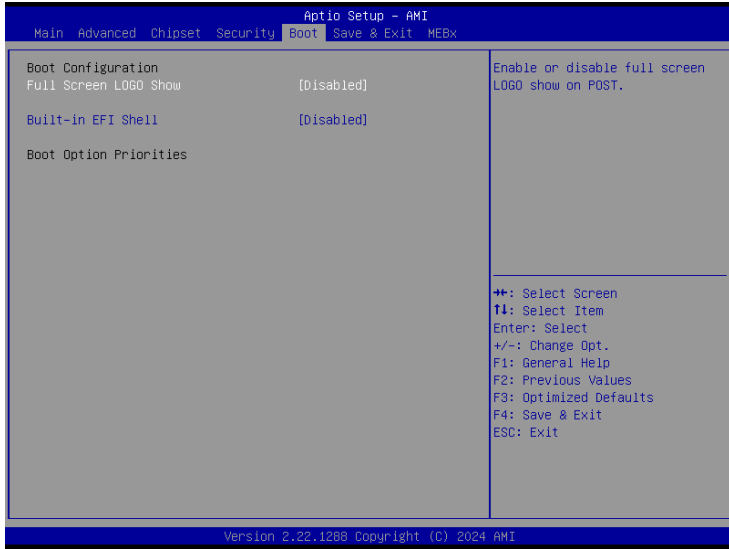 Aptio Setup – AMI
Main Advanced Chipset Security Boot Save & Exit MEBx
Boot Configuration
Full Screen LOGO Show [Disabled]
Built-in EFI Shell [Disabled]
Boot Option Priorities
Enable or disable full screen
LOGO show on POST.
→←: Select Screen
↑↓: Select Item
Enter: Select
+/-: Change Opt.
F1: General Help
F2: Previous Values
F3: Optimized Defaults
F4: Save & Exit
ESC: Exit
Version 2.22.1288 Copyright (C) 2024 AMI